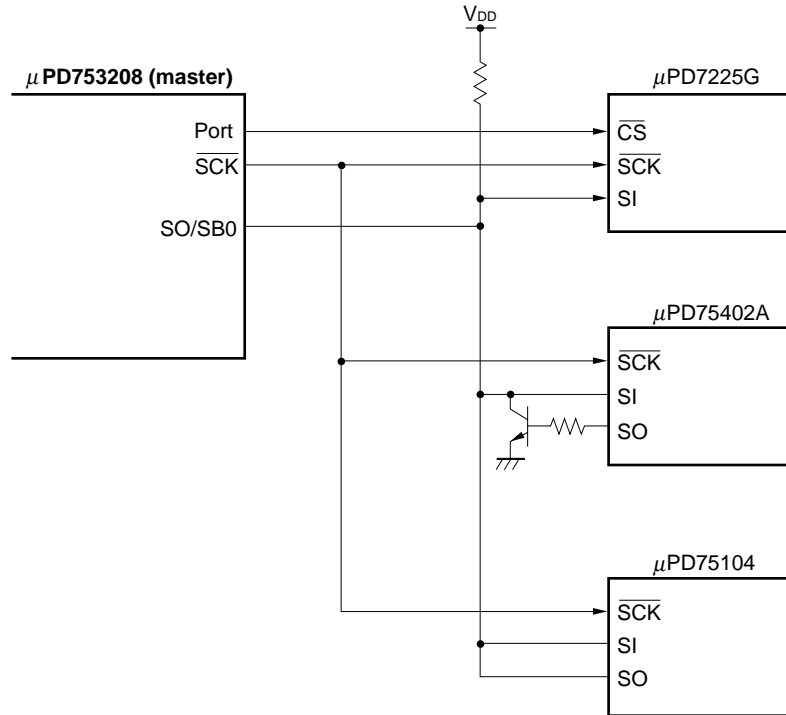 VDD
μPD753208 (master)
Port
SCK
SO/SB0
μPD7225G
CS
SCK
SI
μPD75402A
SCK
SI
SO
μPD75104
SCK
SI
SO